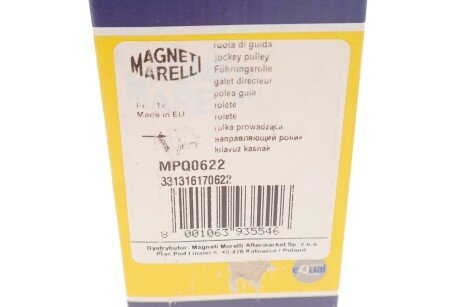 MAGNETI
MARELLI
ruota di guida
jockey pulley
Führungsrolle
galet directeur
polea guía
rolete
rolete
rolka prowadząca
направляющий ролик
kılavuz kasnak
Made in EU
MPQ0622
331316170622
8 001063 935546
Dystrybutor: Magneti Marelli Aftermarket Sp. z o.o.
Plac Pod Lipami 5, 40-476 Katowice / Poland
eQual